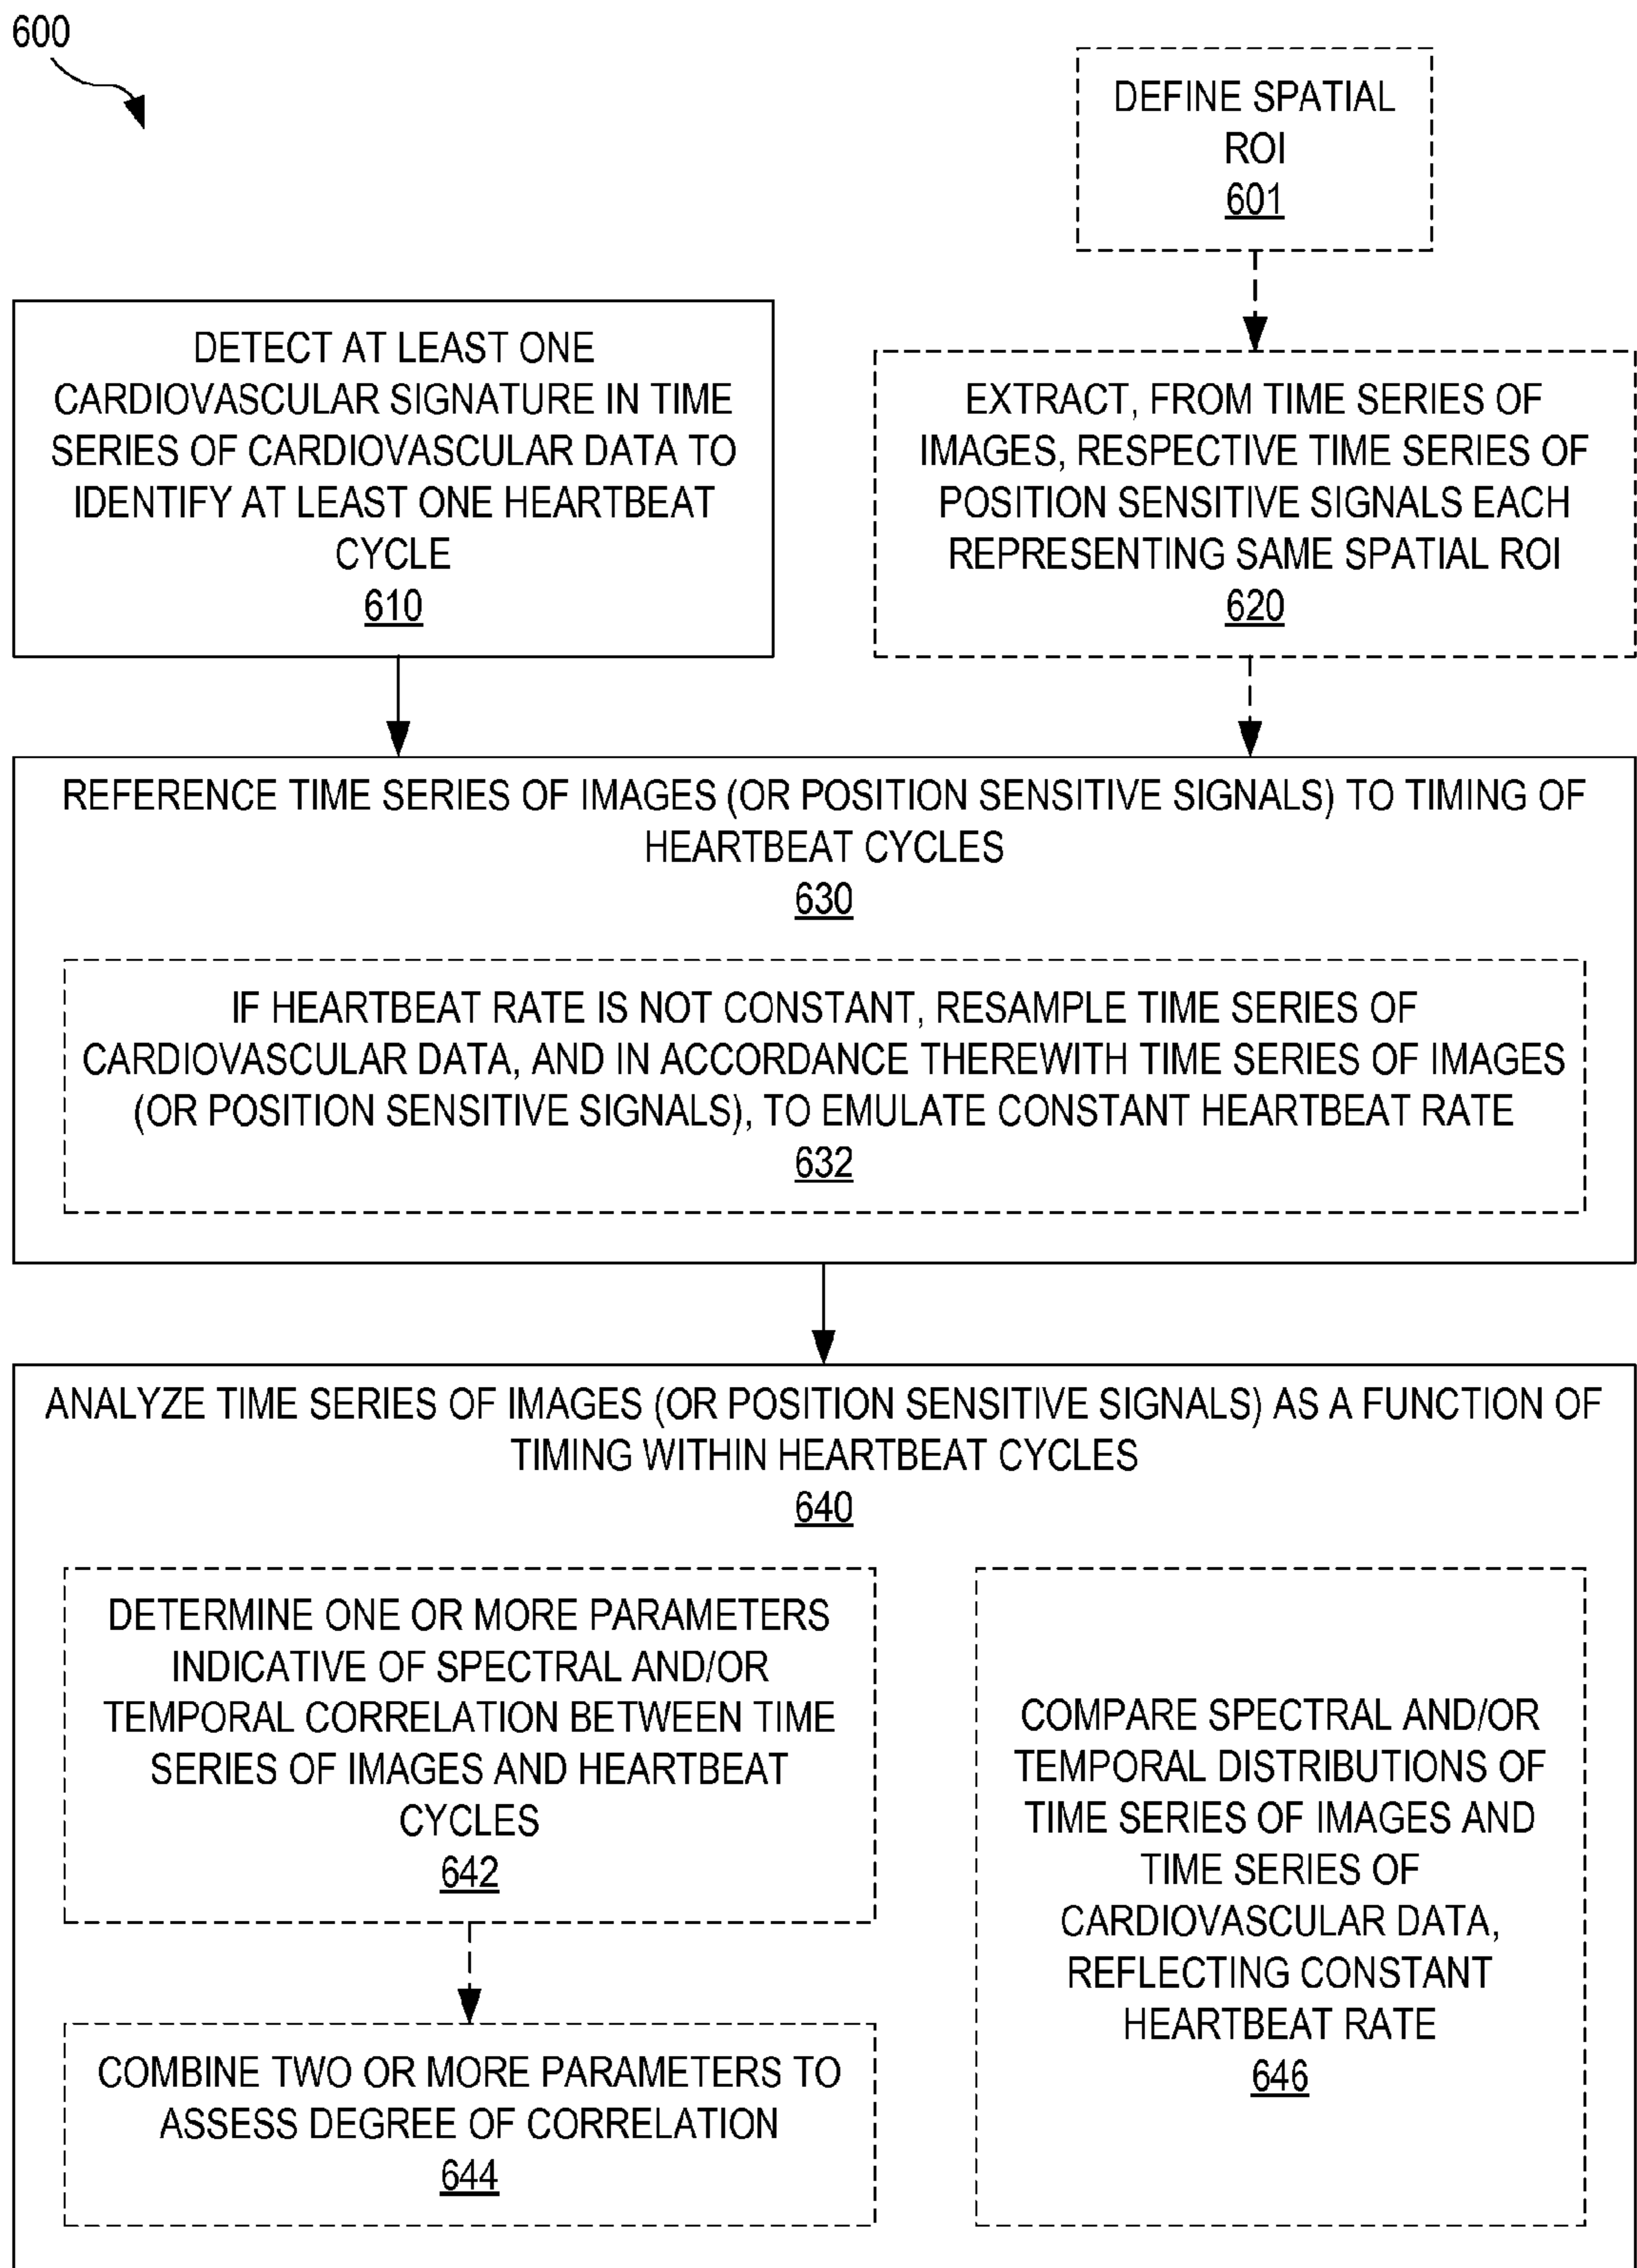 600
DEFINE SPATIAL
ROI
601
DETECT AT LEAST ONE
CARDIOVASCULAR SIGNATURE IN TIME
SERIES OF CARDIOVASCULAR DATA TO
IDENTIFY AT LEAST ONE HEARTBEAT
CYCLE
610
EXTRACT, FROM TIME SERIES OF
IMAGES, RESPECTIVE TIME SERIES OF
POSITION SENSITIVE SIGNALS EACH
REPRESENTING SAME SPATIAL ROI
620
REFERENCE TIME SERIES OF IMAGES (OR POSITION SENSITIVE SIGNALS) TO TIMING OF
HEARTBEAT CYCLES
630
IF HEARTBEAT RATE IS NOT CONSTANT, RESAMPLE TIME SERIES OF
CARDIOVASCULAR DATA, AND IN ACCORDANCE THEREWITH TIME SERIES OF IMAGES
(OR POSITION SENSITIVE SIGNALS), TO EMULATE CONSTANT HEARTBEAT RATE
632
ANALYZE TIME SERIES OF IMAGES (OR POSITION SENSITIVE SIGNALS) AS A FUNCTION OF
TIMING WITHIN HEARTBEAT CYCLES
640
DETERMINE ONE OR MORE PARAMETERS
INDICATIVE OF SPECTRAL AND/OR
TEMPORAL CORRELATION BETWEEN TIME
SERIES OF IMAGES AND HEARTBEAT
CYCLES
642
COMBINE TWO OR MORE PARAMETERS TO
ASSESS DEGREE OF CORRELATION
644
COMPARE SPECTRAL AND/OR
TEMPORAL DISTRIBUTIONS OF
TIME SERIES OF IMAGES AND
TIME SERIES OF
CARDIOVASCULAR DATA,
REFLECTING CONSTANT
HEARTBEAT RATE
646